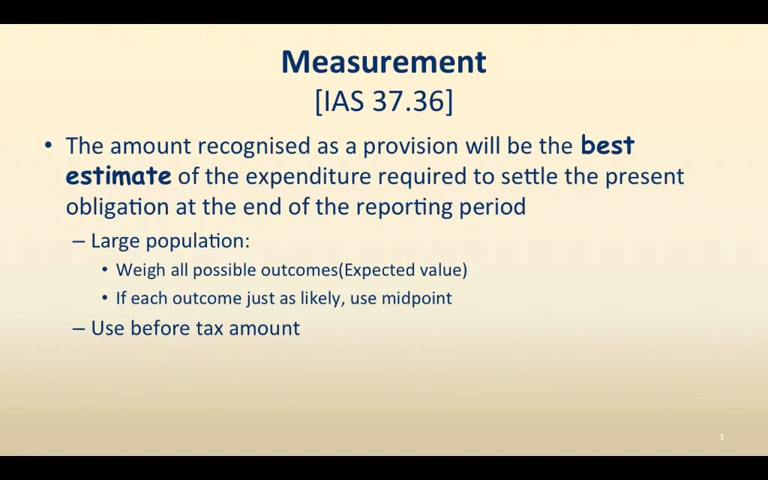 Measurement
[IAS 37.36]
• The amount recognised as a provision will be the best
estimate of the expenditure required to settle the present
obligation at the end of the reporting period
– Large population:
• Weigh all possible outcomes(Expected value)
• If each outcome just as likely, use midpoint
– Use before tax amount
3